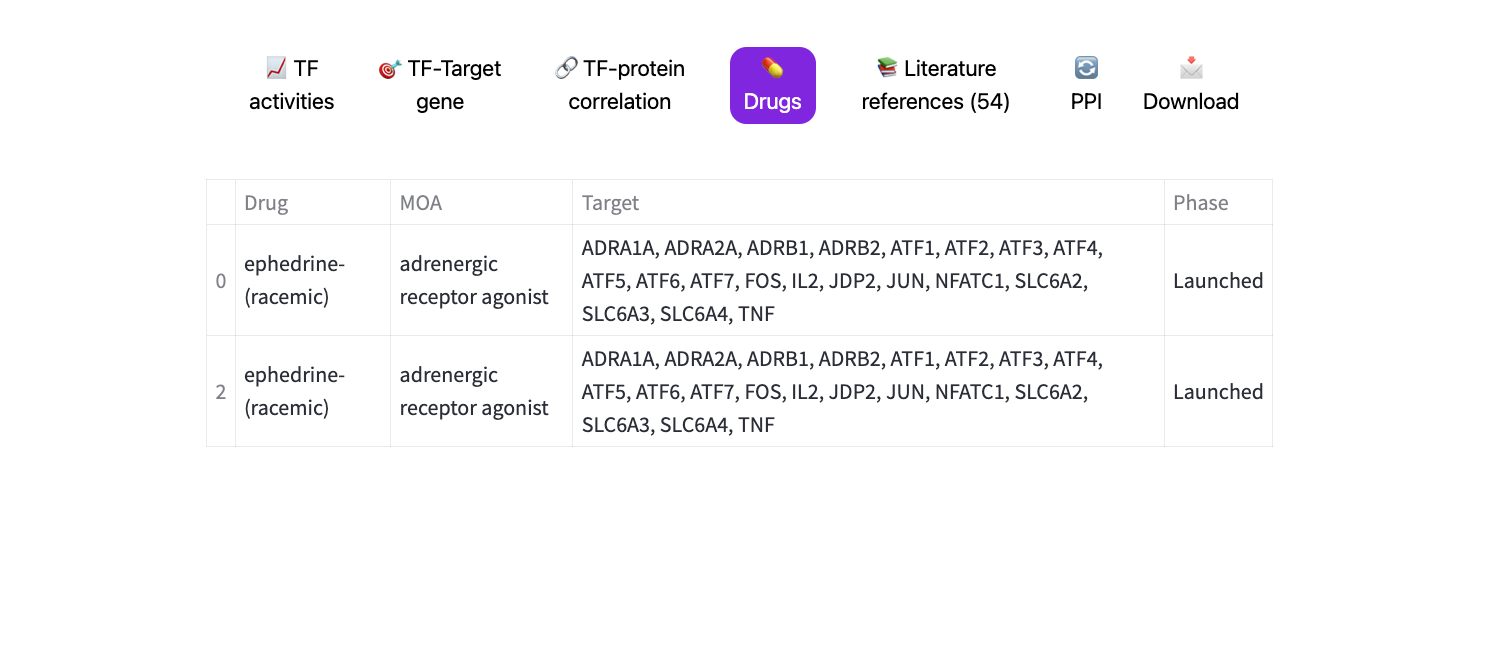 TF activities
TF-Target gene
TF-protein correlation
Drugs
Literature references (54)
PPI
Download
Drug MOA Target Phase
0 ephedrine-(racemic) adrenergic receptor agonist ADRA1A, ADRA2A, ADRB1, ADRB2, ATF1, ATF2, ATF3, ATF4, ATF5, ATF6, ATF7, FOS, IL2, JDP2, JUN, NFATC1, SLC6A2, SLC6A3, SLC6A4, TNF Launched
2 ephedrine-(racemic) adrenergic receptor agonist ADRA1A, ADRA2A, ADRB1, ADRB2, ATF1, ATF2, ATF3, ATF4, ATF5, ATF6, ATF7, FOS, IL2, JDP2, JUN, NFATC1, SLC6A2, SLC6A3, SLC6A4, TNF Launched